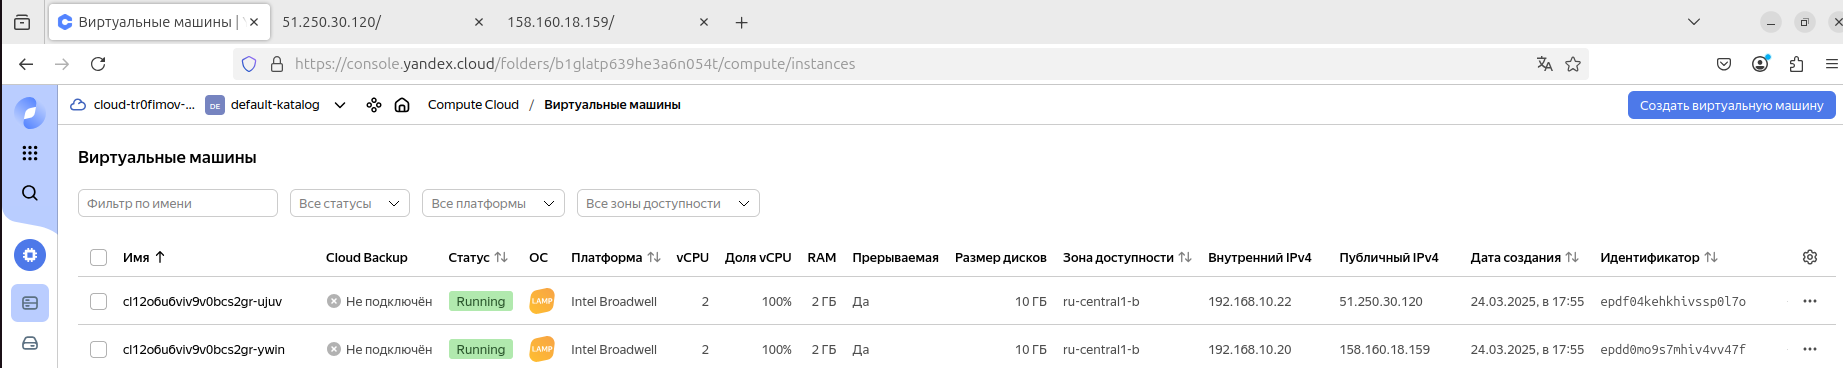 Виртуальные машины | 51.250.30.120/ 158.160.18.159/
https://console.yandex.cloud/folders/b1glatp639he3a6n054t/compute/instances
cloud-tr0fimov-... DE default-katalog Compute Cloud / Виртуальные машины Создать виртуальную машину
Виртуальные машины
Фильтр по имени Все статусы Все платформы Все зоны доступности
Имя Cloud Backup Статус ОС Платформа vCPU Доля vCPU RAM Прерываемая Размер дисков Зона доступности Внутренний IPv4 Публичный IPv4 Дата создания Идентификатор
cl12o6u6viv9v0bcs2gr-ujuv Не подключён Running LAMP Intel Broadwell 2 100% 2 ГБ Да 10 ГБ ru-central1-b 192.168.10.22 51.250.30.120 24.03.2025, в 17:55 epdf04kehkhivssp0l7o
cl12o6u6viv9v0bcs2gr-ywin Не подключён Running LAMP Intel Broadwell 2 100% 2 ГБ Да 10 ГБ ru-central1-b 192.168.10.20 158.160.18.159 24.03.2025, в 17:55 epdd0mo9s7mhiv4vv47f